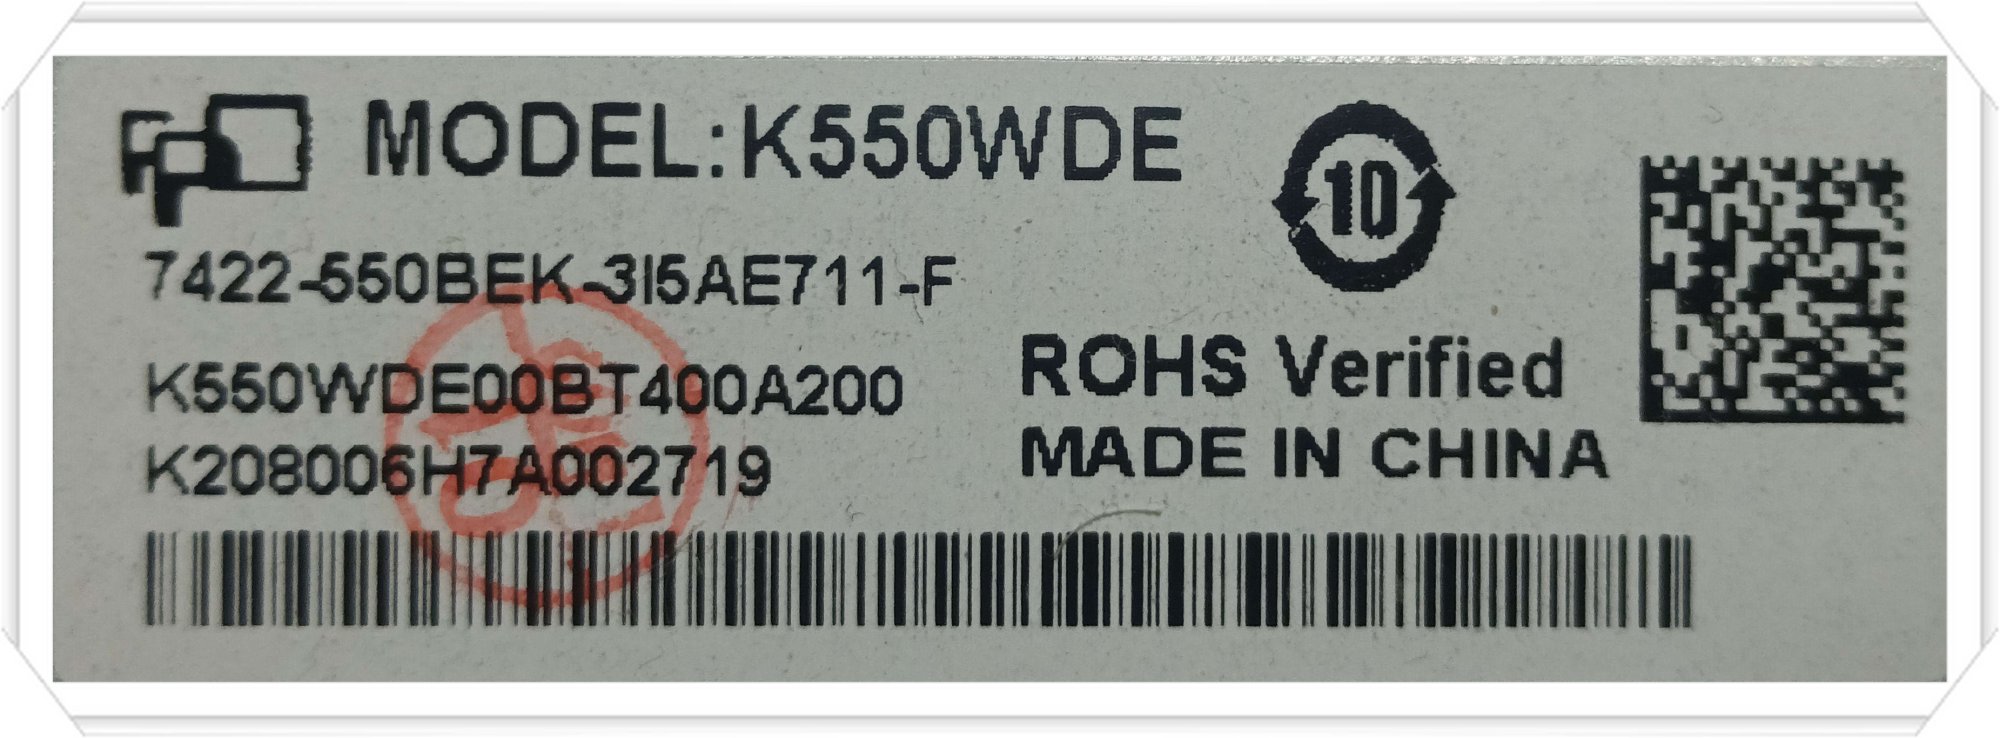 MODEL:K550WDE
10
7422-550BEK-3I5AE711-F
K550WDE00BT400A200
K208006H7A002719
ROHS Verified
MADE IN CHINA